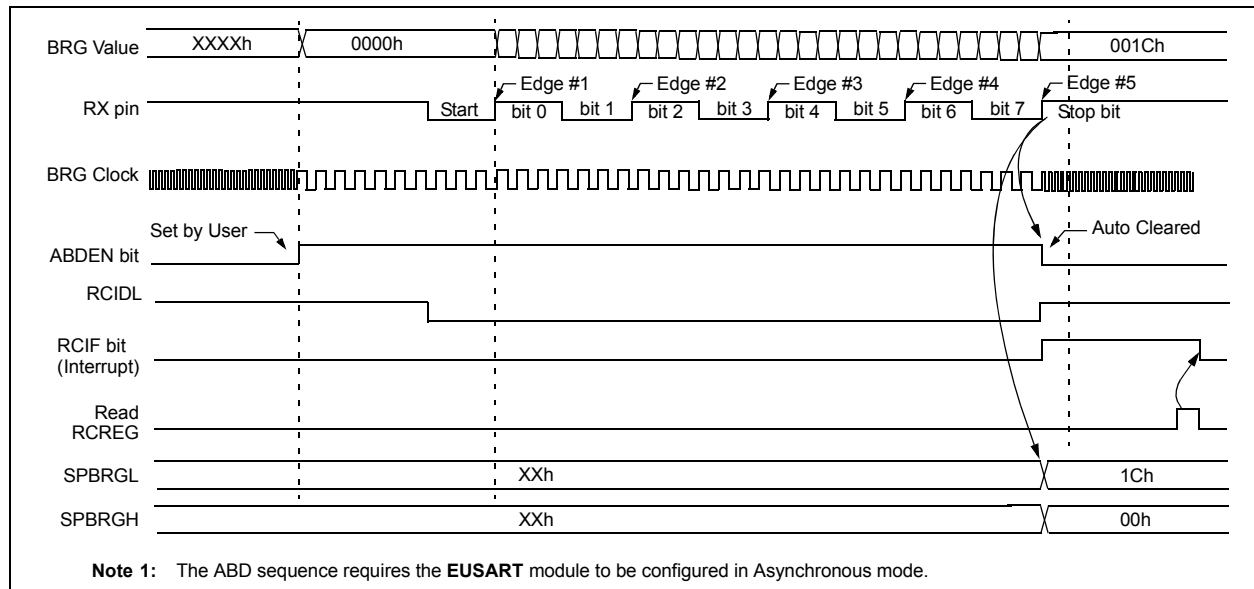 BRG Value XXXXh 0000h 001Ch
Edge #1 Edge #2 Edge #3 Edge #4 Edge #5
RX pin Start bit 0 bit 1 bit 2 bit 3 bit 4 bit 5 bit 6 bit 7 Stop bit
BRG Clock
Set by User Auto Cleared
ABDEN bit
RCIDL
RCIF bit
(Interrupt)
Read
RCREG
SPBRGL XXh 1Ch
SPBRGH XXh 00h
Note 1: The ABD sequence requires the EUSART module to be configured in Asynchronous mode.